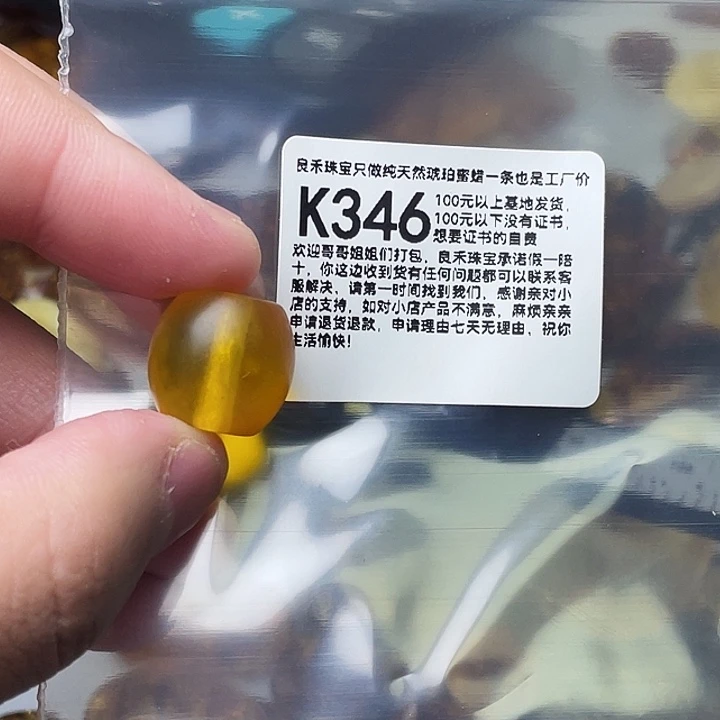 良禾珠宝只做纯天然琥珀蜜蜡一条也是工厂价
K346
100元以上基地发货,
100元以下没有证书,
想要证书的自费
欢迎哥哥姐姐们打包,良禾珠宝承诺假一赔
十,你这边收到货有任何问题都可以联系客
服解决、请第一时间找到我们,感谢亲对小
店的支持,如对小店产品不满意,麻烦亲亲
申请退货退款,申请理由七天无理由、祝你
生活愉快!